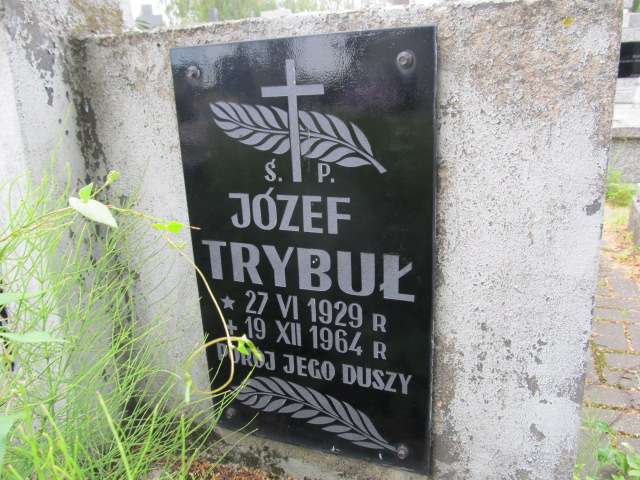 Ś. P.
JÓZEF
TRYBUŁ
★ 27 VI 1929 R
+ 19 XII 1964 R
POKÓJ JEGO DUSZY